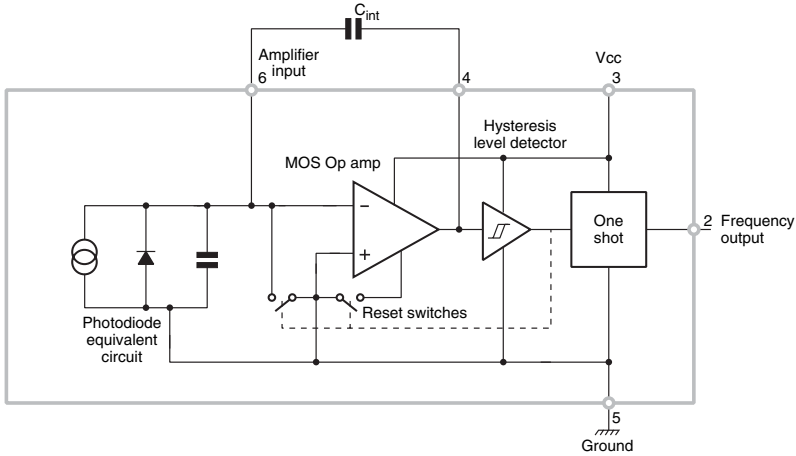 C int
Amplifier
input
6
4
Vcc
3
Hysteresis
level detector
MOS Op amp
−
+
One
shot
2 Frequency
output
Reset switches
Photodiode
equivalent
circuit
5
Ground